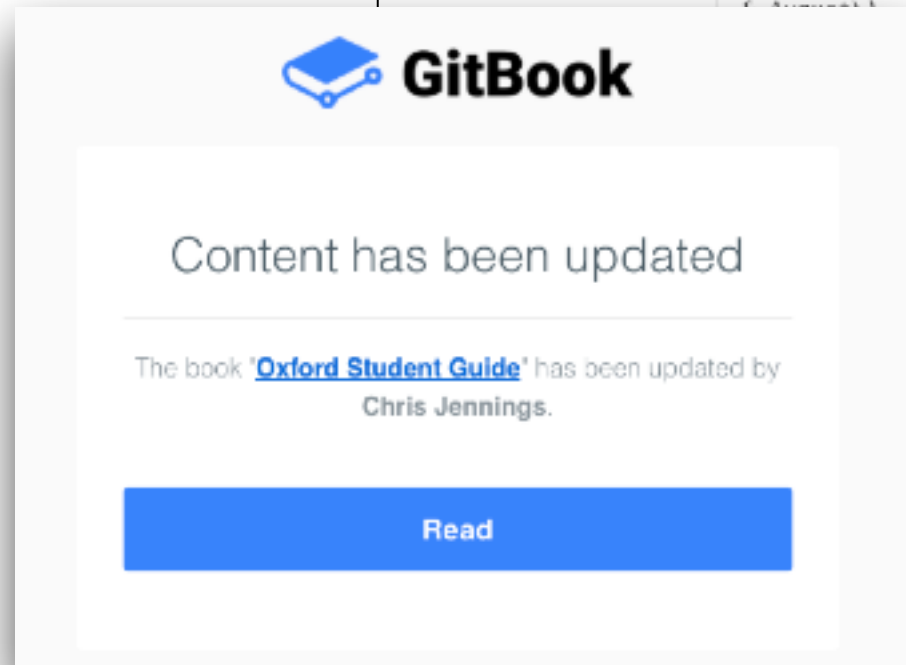 GitBook
Content has been updated
The book "Oxford Student Guide" has been updated by
Chris Jennings.
Read